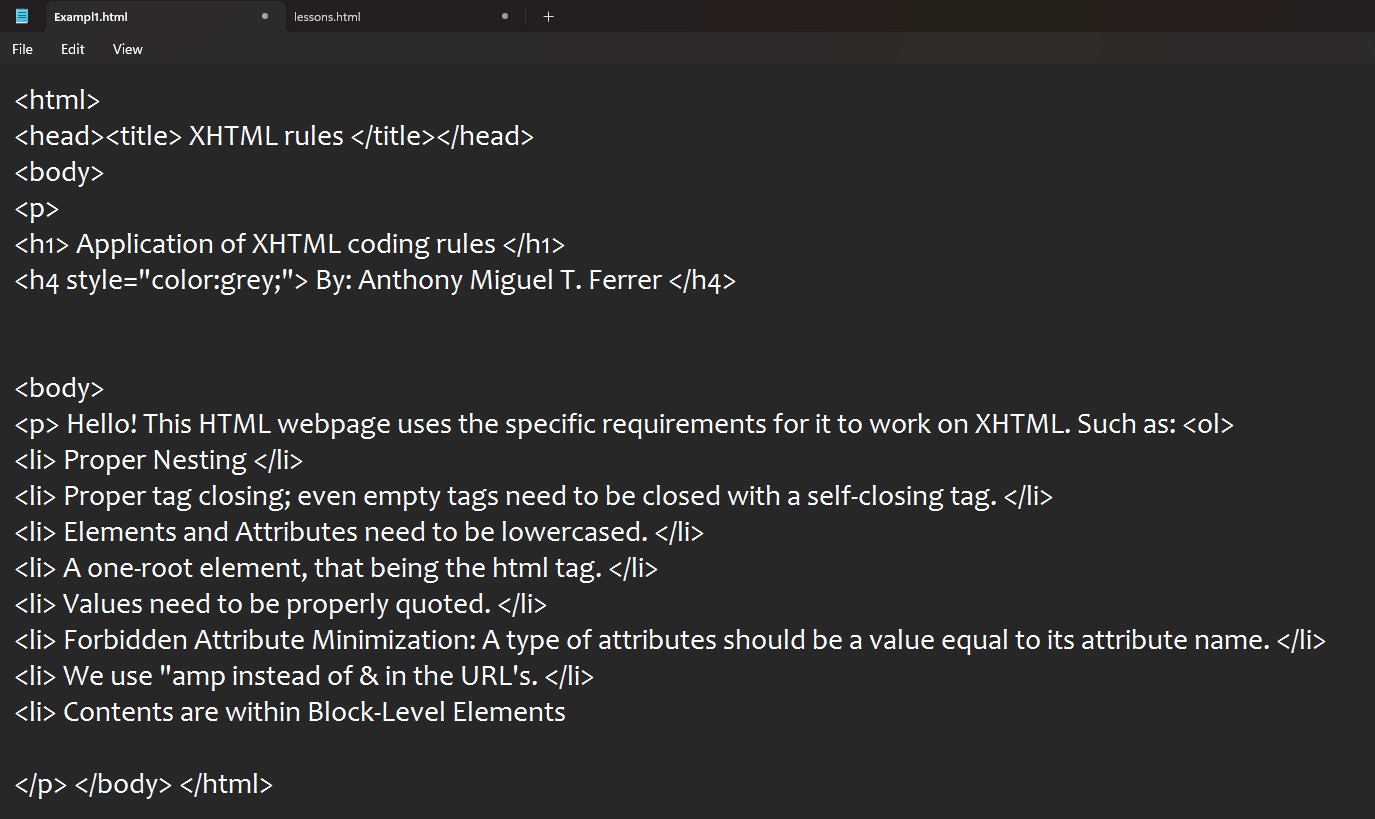 Exampl1.html
lessons.html
File Edit View
<html>
<head><title> XHTML rules </title></head>
<body>
<p>
<h1> Application of XHTML coding rules </h1>
<h4 style="color:grey;"> By: Anthony Miguel T. Ferrer </h4>
<body>
<p> Hello! This HTML webpage uses the specific requirements for it to work on XHTML. Such as: <ol>
<li> Proper Nesting </li>
<li> Proper tag closing; even empty tags need to be closed with a self-closing tag. </li>
<li> Elements and Attributes need to be lowercased. </li>
<li> A one-root element, that being the html tag. </li>
<li> Values need to be properly quoted. </li>
<li> Forbidden Attribute Minimization: A type of attributes should be a value equal to its attribute name. </li>
<li> We use "amp instead of & in the URL's. </li>
<li> Contents are within Block-Level Elements
</p> </body> </html>